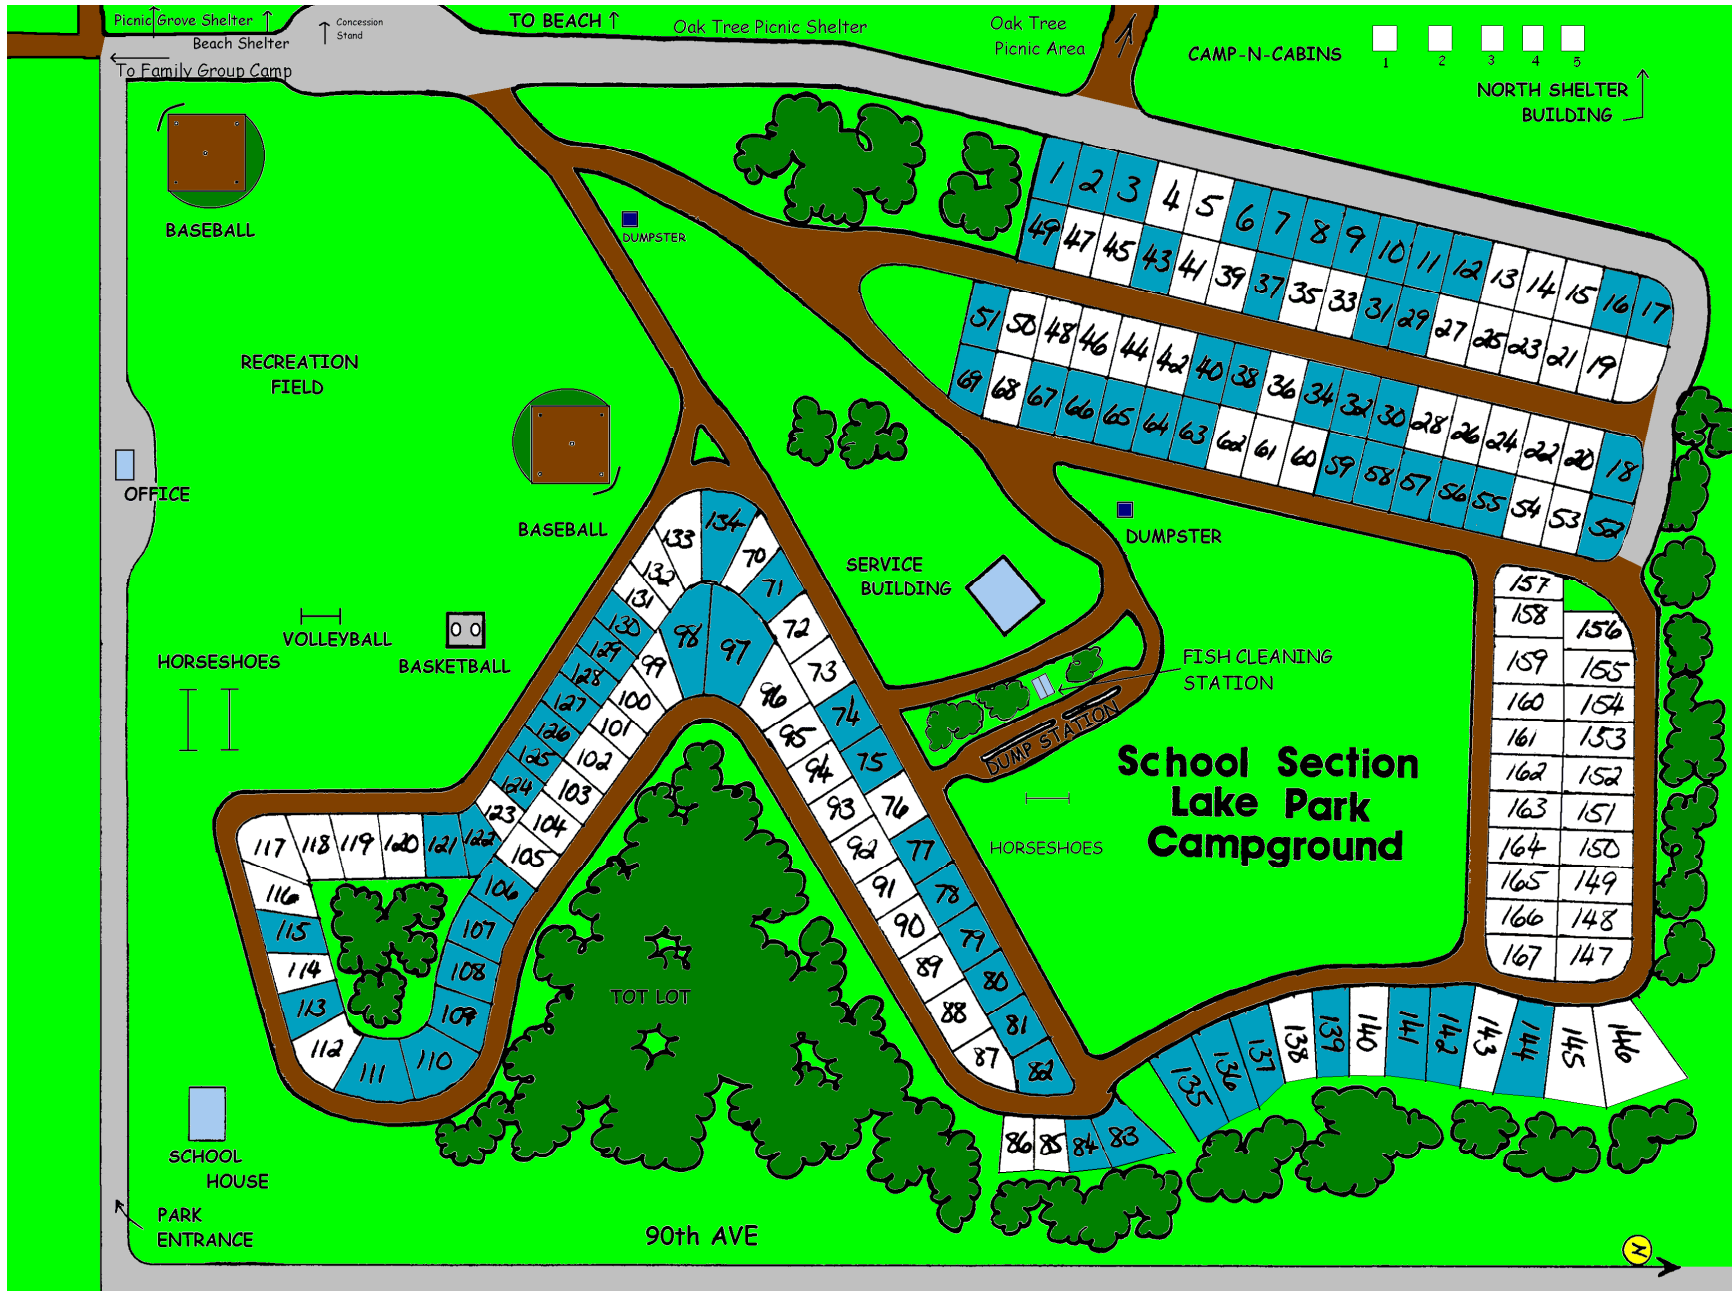 Picnic Grove Shelter
Concession
Stand
TO BEACH
Oak Tree Picnic Shelter
Oak Tree
Picnic Area
Beach Shelter
To Family Group Camp
CAMP-N-CABINS
1 2 3 4 5
NORTH SHELTER
BUILDING
BASEBALL
DUMPSTER
1 2 3 4 5 6 7 8 9 10 11 12 13 14 15 16 17
49 47 45 43 41 39 37 35 33 31 29 27 25 23 21 19
51 50 48 46 44 42 40 38 36 34 32 30 28 26 24 22 20 18
69 68 67 66 65 64 63 62 61 60 59 58 57 56 55 54 53 52
RECREATION
FIELD
OFFICE
BASEBALL
DUMPSTER
SERVICE
BUILDING
VOLLEYBALL
BASKETBALL
HORSESHOES
FISH CLEANING
STATION
DUMP STATION
School Section
Lake Park
Campground
HORSESHOES
134 70 71 72 73 74 75 76 77 78 79 80 81 82
133 132 131 130 129 128 127 126 125 124 123 122 121 120 119 118 117
98 97 96 95 94 93 92 91 90 89 88 87
99 100 101 102 103 104 105 106 107 108 109 110 111 112 113 114 115 116
86 85 84 83
157
158 156
159 155
160 154
161 153
162 152
163 151
164 150
165 149
166 148
167 147
135 136 137 138 139 140 141 142 143 144 145 146
TOT LOT
SCHOOL
HOUSE
PARK
ENTRANCE
90th AVE
N